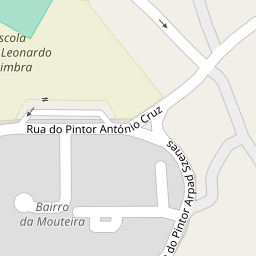 scola
Leonardo
imbra
Rua do Pintor António Cruz
do Pintor Arpad Szenes
Bairro
da Mouteira